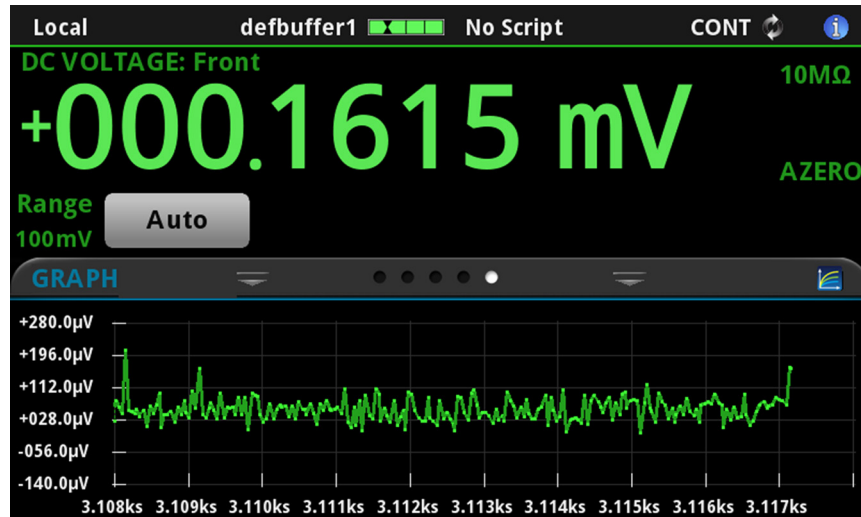 Local defbuffer1 No Script CONT i
DC VOLTAGE: Front
10MΩ
+000.1615 mV
AZERO
Range
100mV
Auto
GRAPH
+280.0µV
+196.0µV
+112.0µV
+028.0µV
-056.0µV
-140.0µV
3.108ks 3.109ks 3.110ks 3.111ks 3.112ks 3.113ks 3.114ks 3.115ks 3.116ks 3.117ks